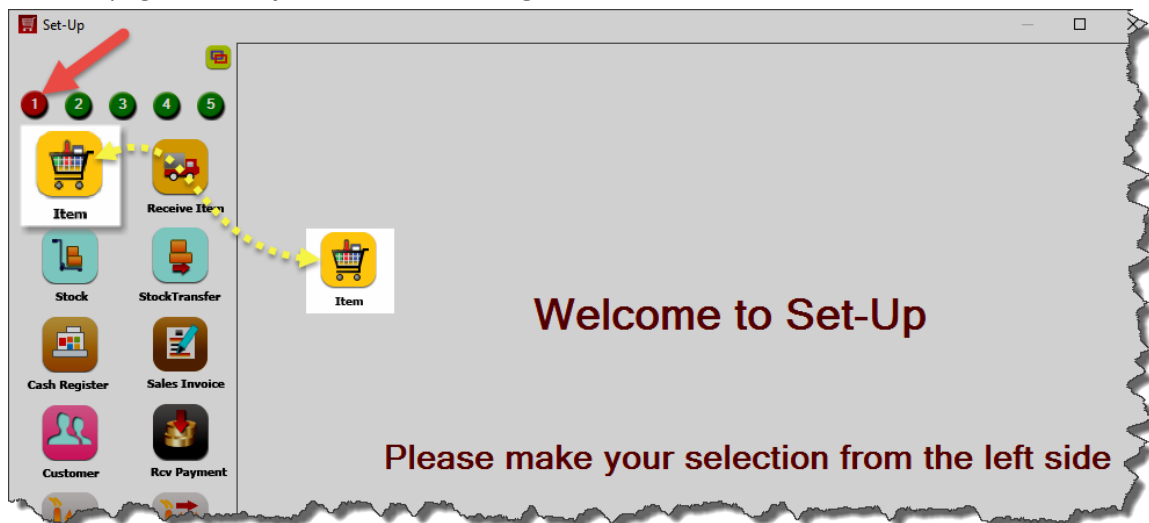 Set-Up
1 2 3 4 5
Item
Receive Item
Stock
StockTransfer
Item
Welcome to Set-Up
Cash Register
Sales Invoice
Please make your selection from the left side
Customer
Rcv Payment